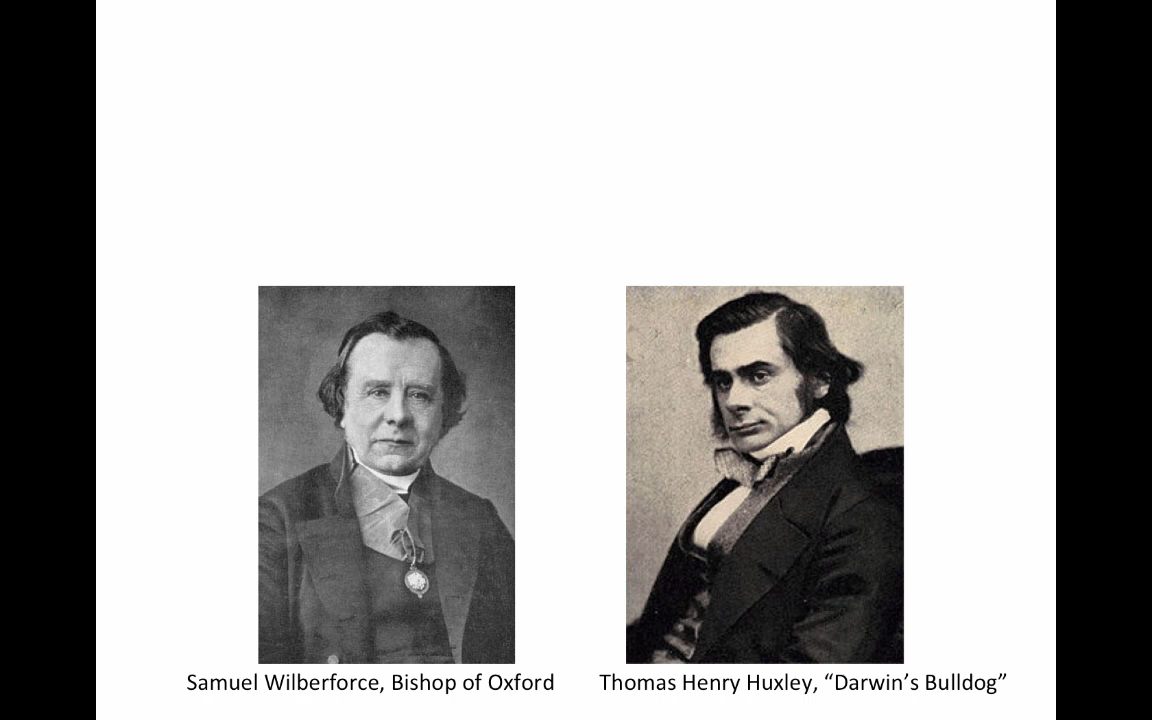 Samuel Wilberforce, Bishop of Oxford
Thomas Henry Huxley, “Darwin’s Bulldog”